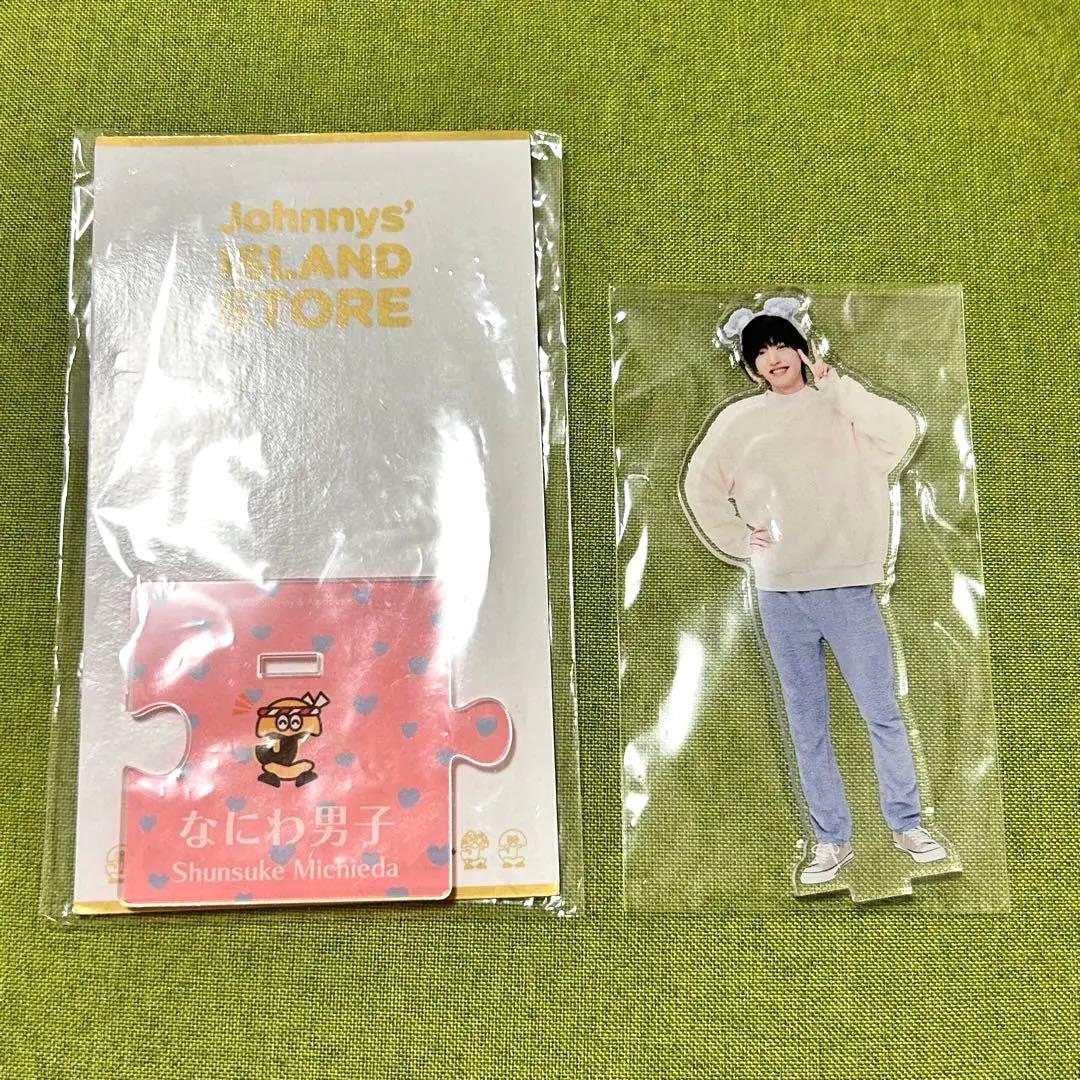 Johnnys'
ISLAND
STORE
なにわ男子
Shunsuke Michieda